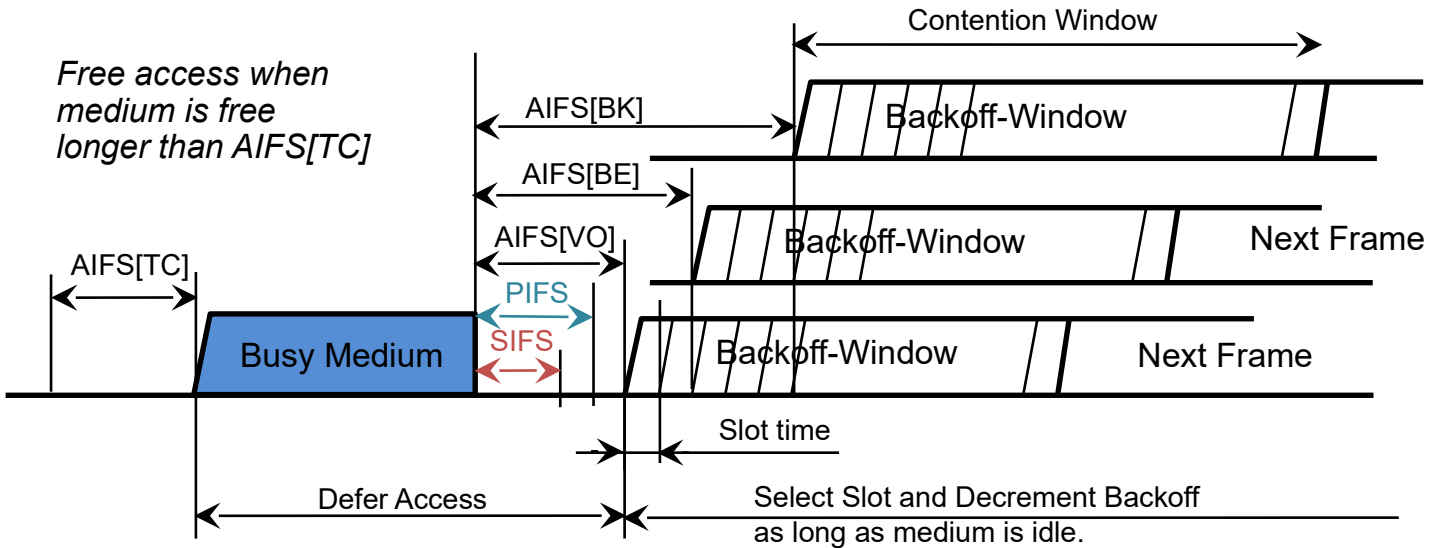 Contention Window
Free access when
medium is free
longer than AIFS[TC]
AIFS[BK]
Backoff-Window
AIFS[BE]
AIFS[VO]
Backoff-Window
Next Frame
AIFS[TC]
PIFS
SIFS
Busy Medium
Backoff-Window
Next Frame
Slot time
Defer Access
Select Slot and Decrement Backoff
as long as medium is idle.